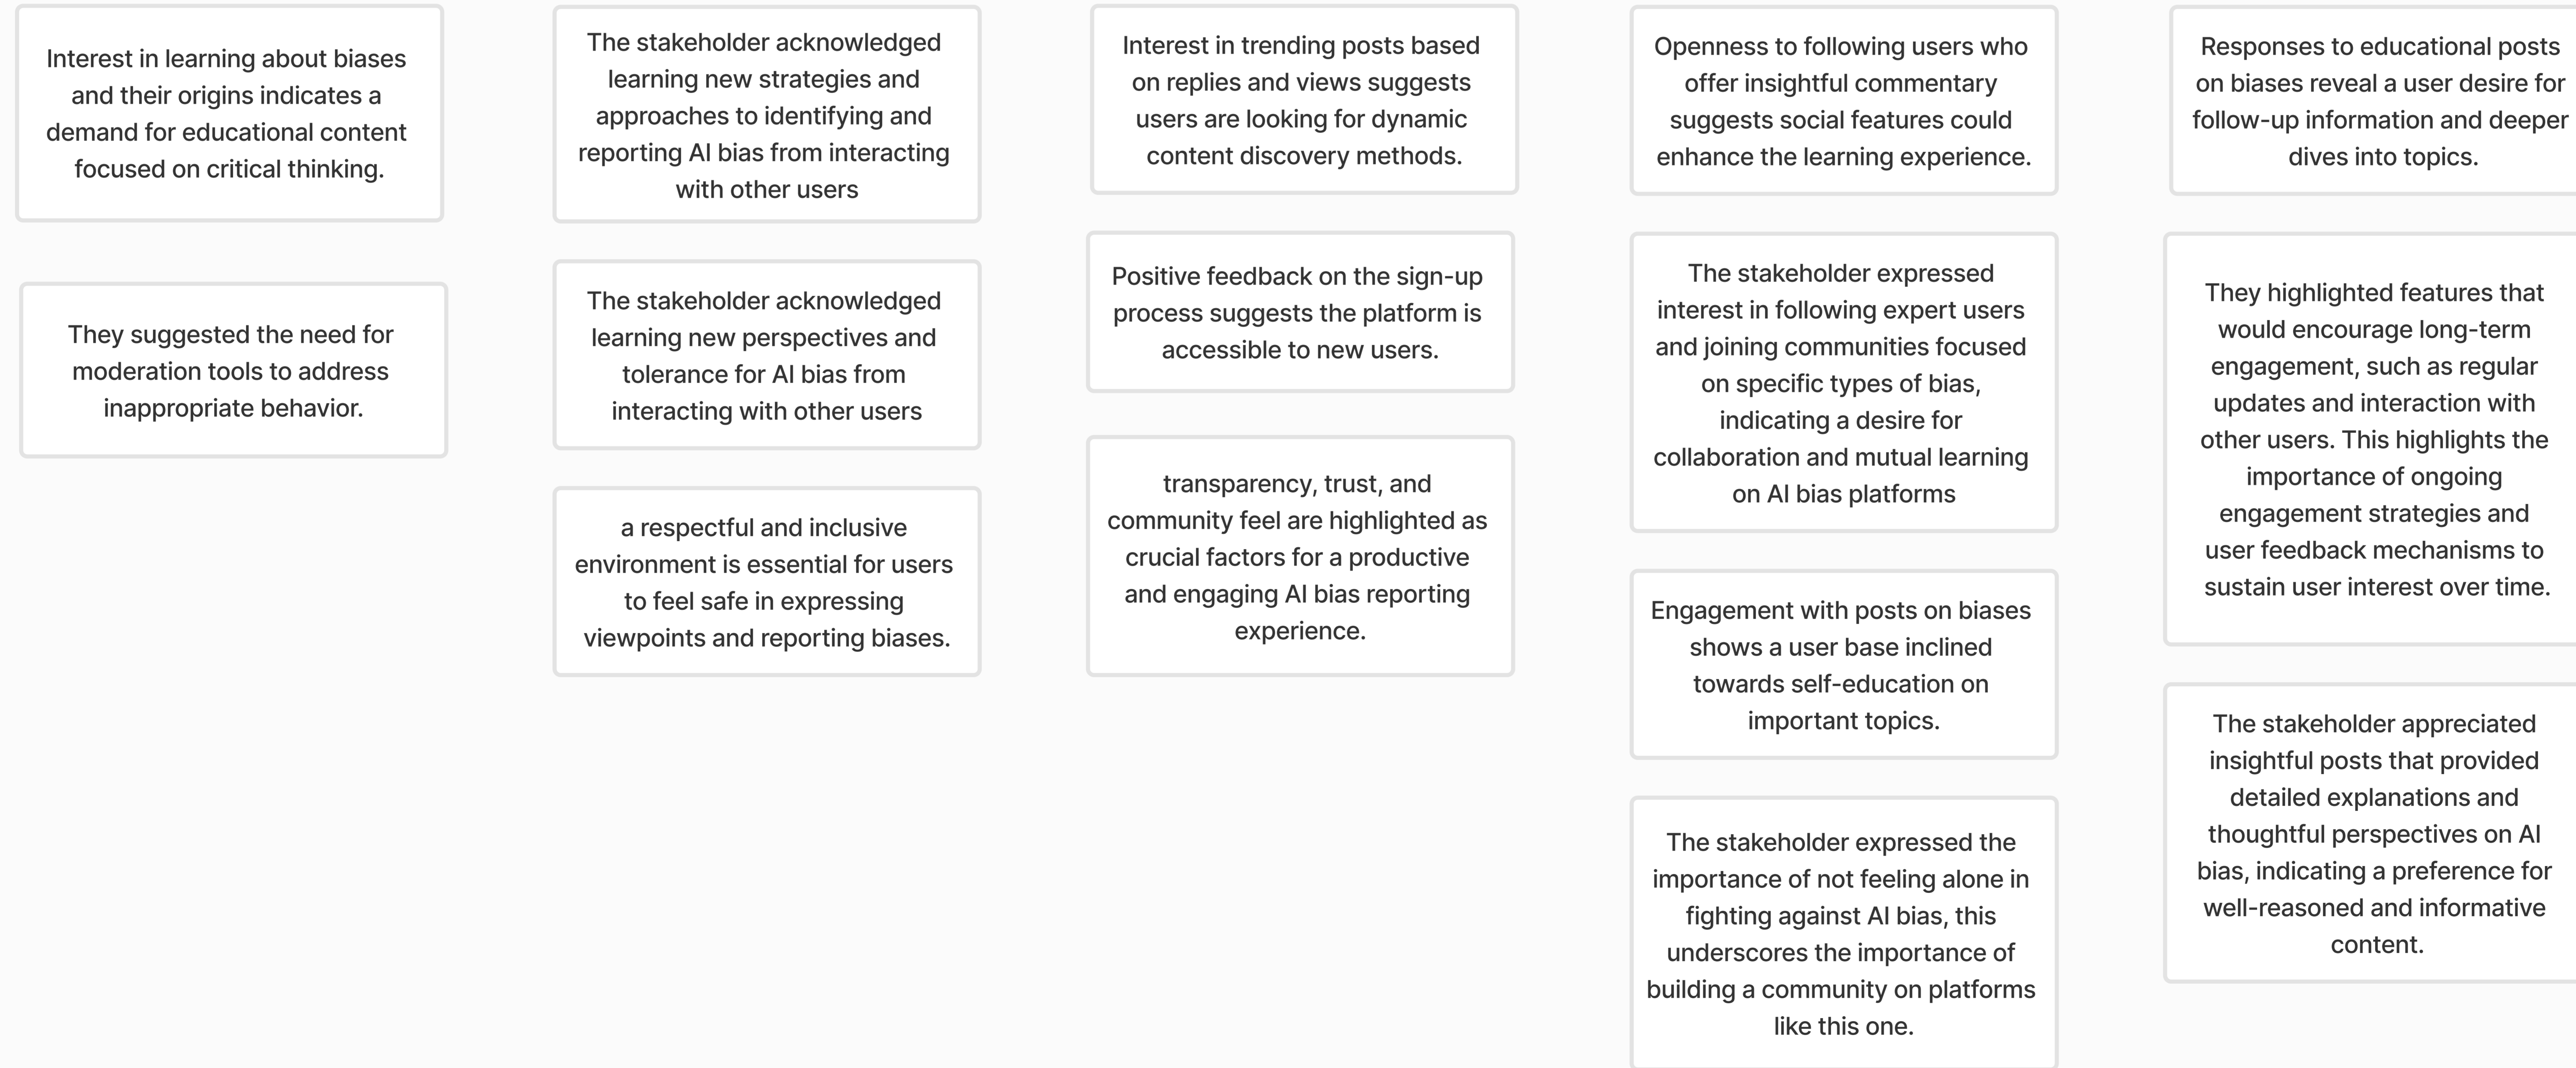 Interest in learning about biases
and their origins indicates a
demand for educational content
focused on critical thinking.
They suggested the need for
moderation tools to address
inappropriate behavior.
The stakeholder acknowledged
learning new strategies and
approaches to identifying and
reporting AI bias from interacting
with other users
The stakeholder acknowledged
learning new perspectives and
tolerance for AI bias from
interacting with other users
a respectful and inclusive
environment is essential for users
to feel safe in expressing
viewpoints and reporting biases.
Interest in trending posts based
on replies and views suggests
users are looking for dynamic
content discovery methods.
Positive feedback on the sign-up
process suggests the platform is
accessible to new users.
transparency, trust, and
community feel are highlighted as
crucial factors for a productive
and engaging AI bias reporting
experience.
Openness to following users who
offer insightful commentary
suggests social features could
enhance the learning experience.
The stakeholder expressed
interest in following expert users
and joining communities focused
on specific types of bias,
indicating a desire for
collaboration and mutual learning
on AI bias platforms
Engagement with posts on biases
shows a user base inclined
towards self-education on
important topics.
The stakeholder expressed the
importance of not feeling alone in
fighting against AI bias, this
underscores the importance of
building a community on platforms
like this one.
Responses to educational posts
on biases reveal a user desire for
follow-up information and deeper
dives into topics.
They highlighted features that
would encourage long-term
engagement, such as regular
updates and interaction with
other users. This highlights the
importance of ongoing
engagement strategies and
user feedback mechanisms to
sustain user interest over time.
The stakeholder appreciated
insightful posts that provided
detailed explanations and
thoughtful perspectives on AI
bias, indicating a preference for
well-reasoned and informative
content.